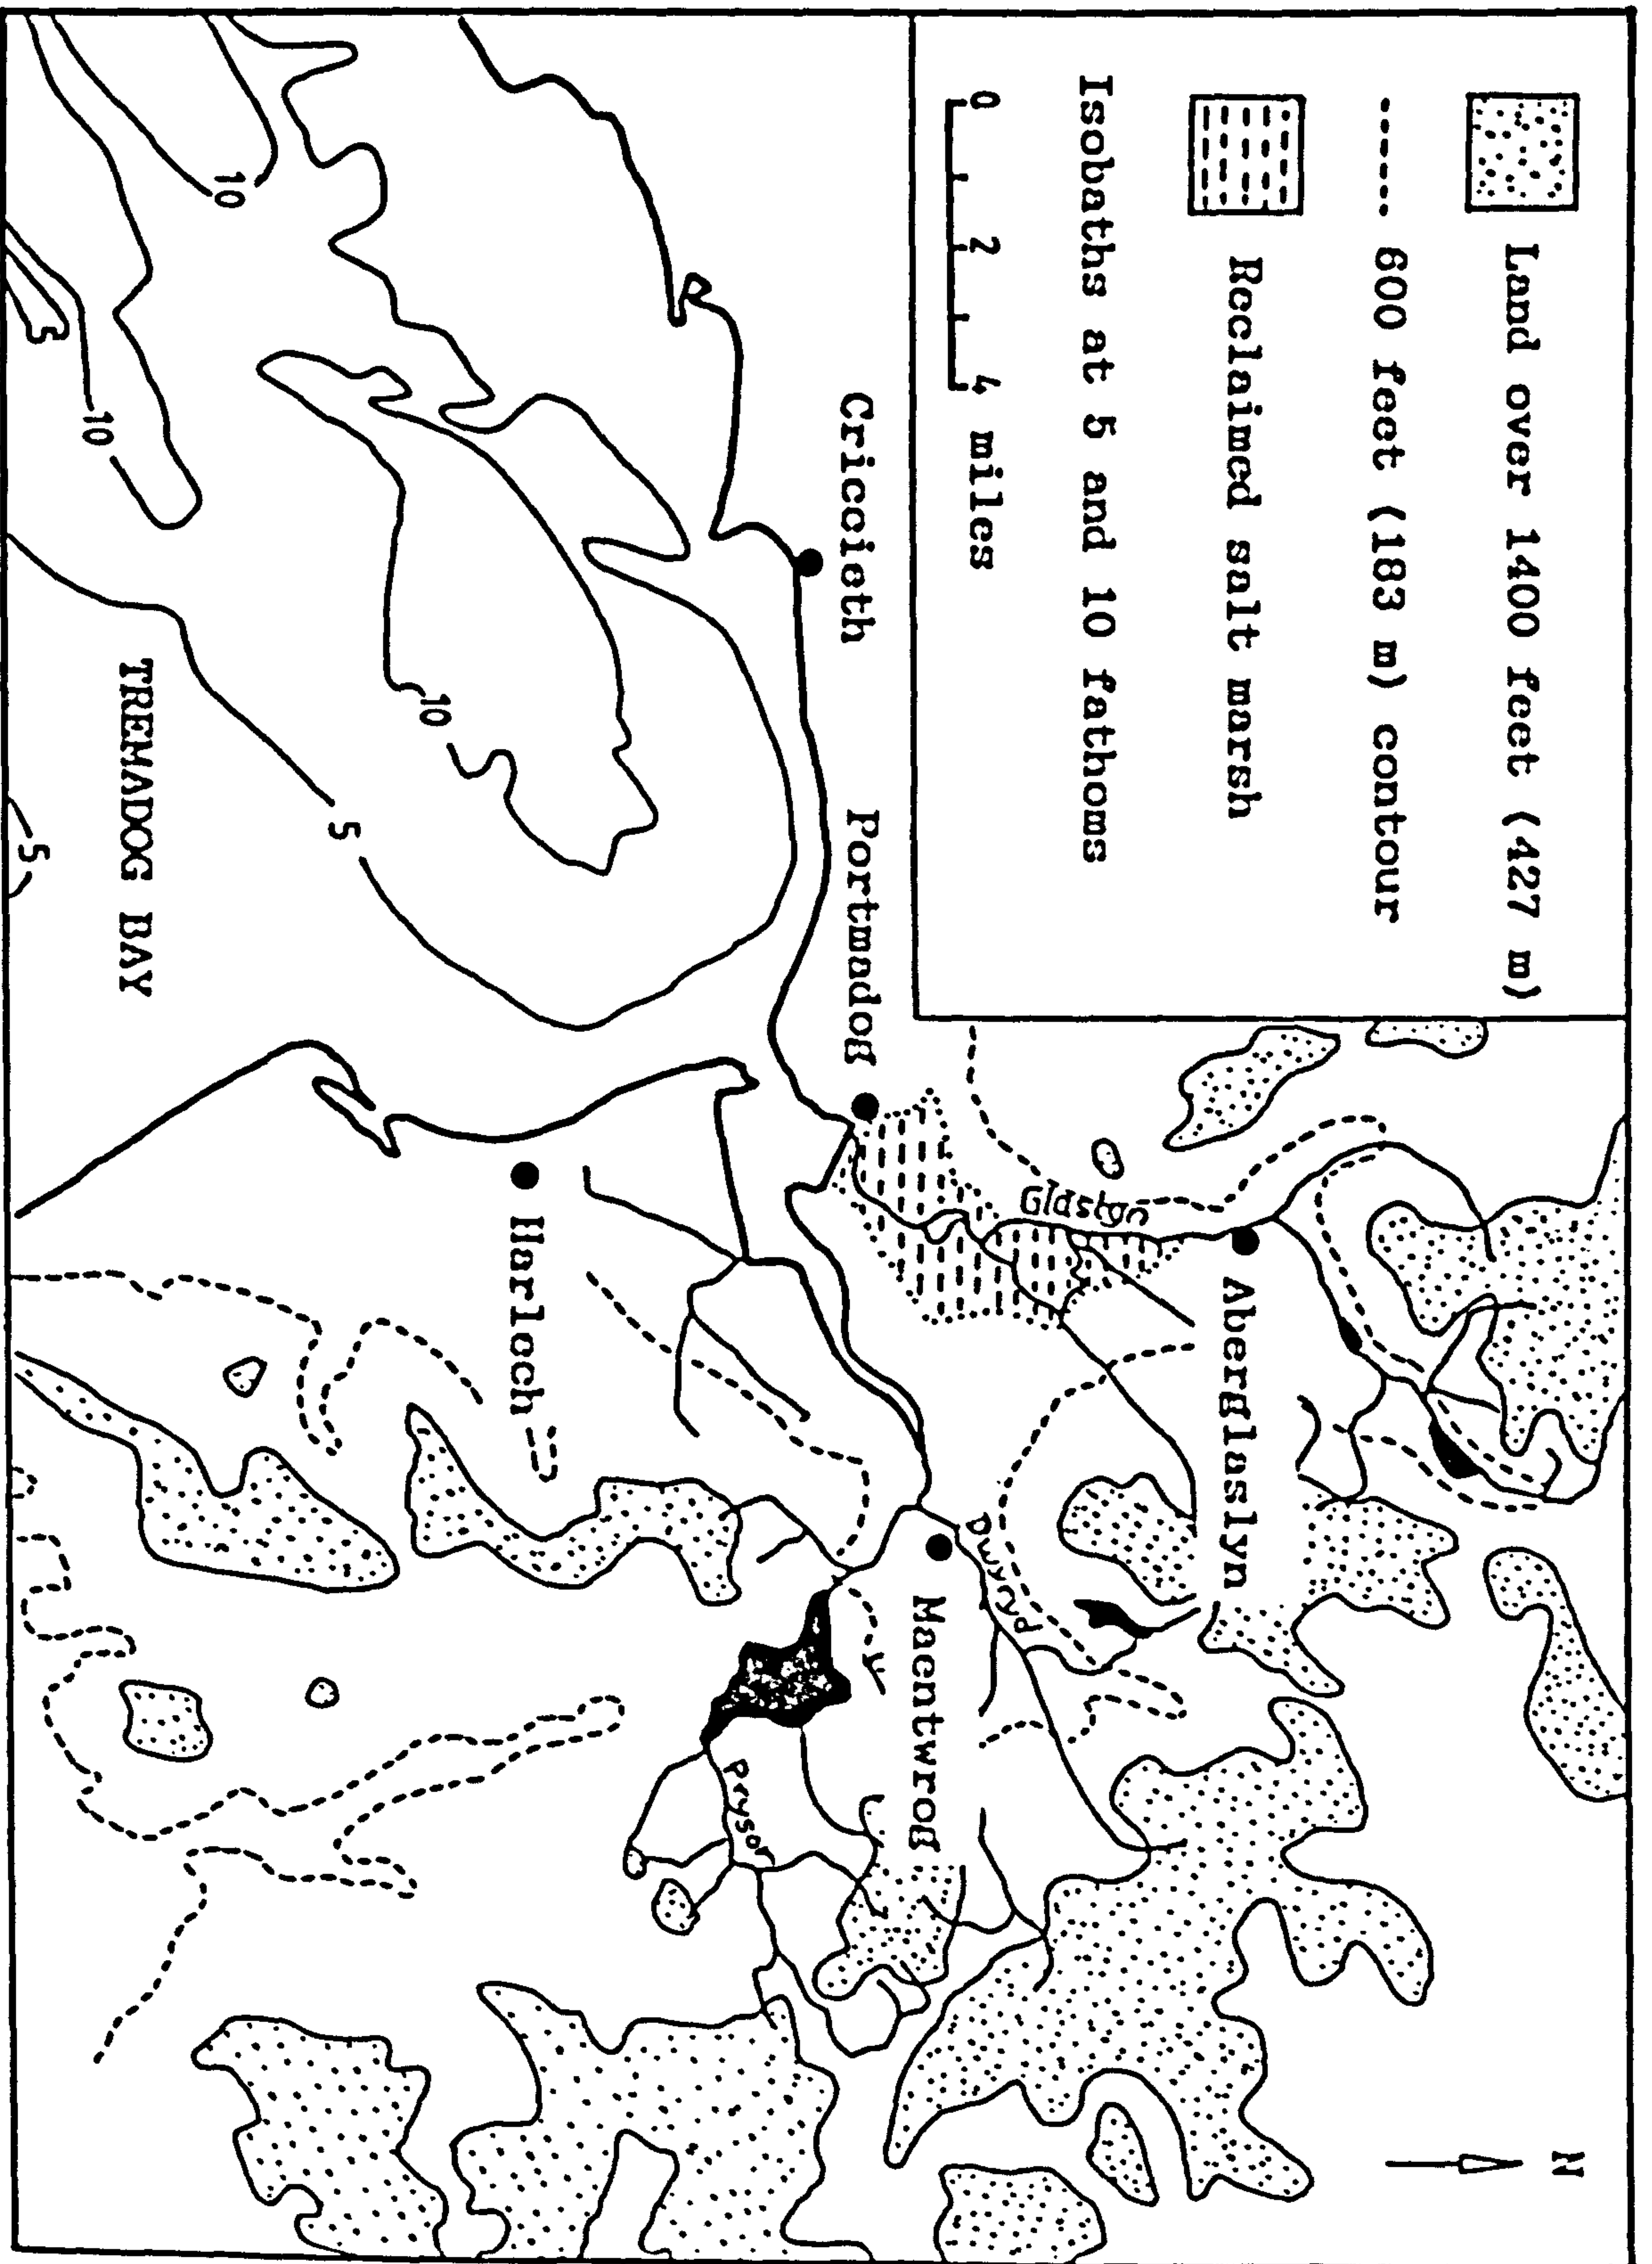 Land over 1400 feet (427 m)
600 feet (183 m) contour
Reclaimed salt marsh
Isobaths at 5 and 10 fathoms
0 2 4 miles
N
Aberglaslyn
Glaslyn
Dwyryd
Maentwrog
Criccieth
Portmadog
Prysor
Harlech
10
10
5
10
5
TREMADOG BAY
5